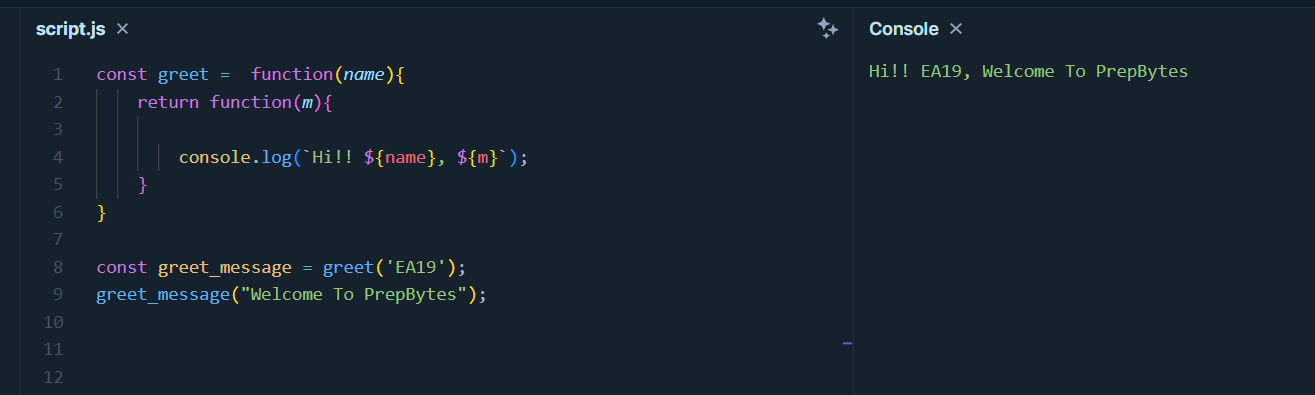 script.js ×
Console ×
1 const greet =  function(name){
2 return function(m){
3
4 console.log(`Hi!! ${name}, ${m}`);
5 }
6 }
7
8 const greet_message = greet('EA19');
9 greet_message("Welcome To PrepBytes");
10
11
12
Hi!! EA19, Welcome To PrepBytes